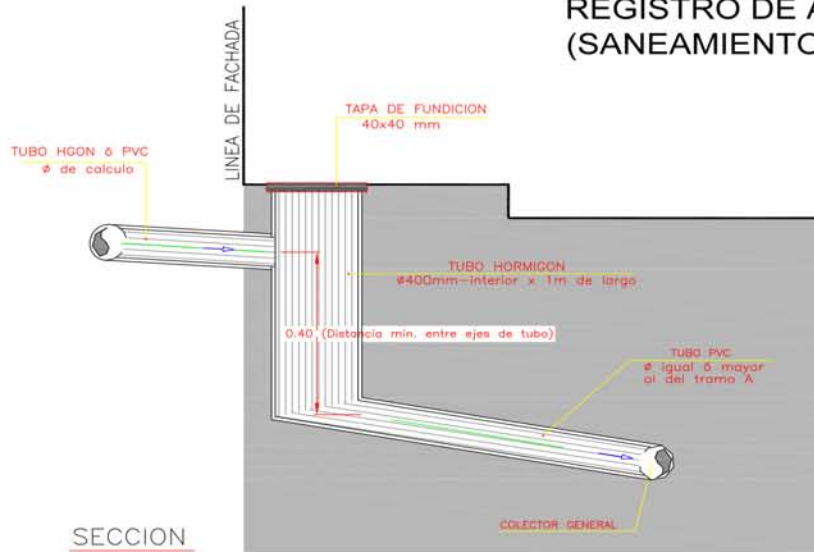 REGISTRO DE A
(SANEAMIENTO
LINEA DE FACHADA
TAPA DE FUNDICION
40x40 mm
TUBO HGON ó PVC
ø de calculo
TUBO HORMIGON
ø400mm-interior x 1m de largo
0.40 (Distancia min. entre ejes de tubo)
TUBO PVC
ø igual ó mayor
al del tramo A
COLECTOR GENERAL
SECCION